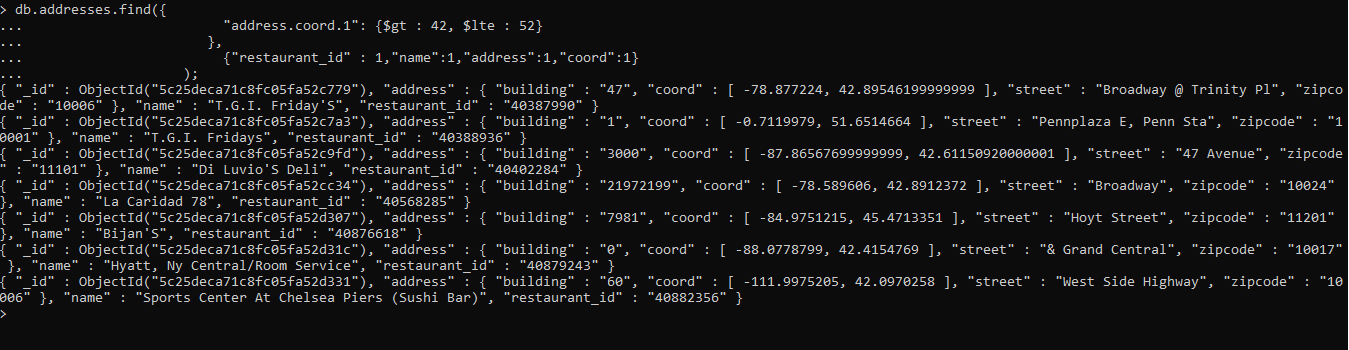 > db.addresses.find({
...                         "address.coord.1": {$gt : 42, $lte : 52}
...                       },
...                         {"restaurant_id" : 1,"name":1,"address":1,"coord":1}
...                    );
{ "_id" : ObjectId("5c25deca71c8fc05fa52c779"), "address" : { "building" : "47", "coord" : [ -78.877224, 42.89546199999999 ], "street" : "Broadway @ Trinity Pl", "zipco
de" : "10006" }, "name" : "T.G.I. Friday'S", "restaurant_id" : "40387990" }
{ "_id" : ObjectId("5c25deca71c8fc05fa52c7a3"), "address" : { "building" : "1", "coord" : [ -0.7119979, 51.6514664 ], "street" : "Pennplaza E, Penn Sta", "zipcode" : "1
0001" }, "name" : "T.G.I. Fridays", "restaurant_id" : "40388936" }
{ "_id" : ObjectId("5c25deca71c8fc05fa52c9fd"), "address" : { "building" : "3000", "coord" : [ -87.86567699999999, 42.61150920000001 ], "street" : "47 Avenue", "zipcode
" : "11101" }, "name" : "Di Luvio'S Deli", "restaurant_id" : "40402284" }
{ "_id" : ObjectId("5c25deca71c8fc05fa52cc34"), "address" : { "building" : "21972199", "coord" : [ -78.589606, 42.8912372 ], "street" : "Broadway", "zipcode" : "10024"
}, "name" : "La Caridad 78", "restaurant_id" : "40568285" }
{ "_id" : ObjectId("5c25deca71c8fc05fa52d307"), "address" : { "building" : "7981", "coord" : [ -84.9751215, 45.4713351 ], "street" : "Hoyt Street", "zipcode" : "11201"
}, "name" : "Bijan'S", "restaurant_id" : "40876618" }
{ "_id" : ObjectId("5c25deca71c8fc05fa52d31c"), "address" : { "building" : "0", "coord" : [ -88.0778799, 42.4154769 ], "street" : "& Grand Central", "zipcode" : "10017"
 }, "name" : "Hyatt, Ny Central/Room Service", "restaurant_id" : "40879243" }
{ "_id" : ObjectId("5c25deca71c8fc05fa52d331"), "address" : { "building" : "60", "coord" : [ -111.9975205, 42.0970258 ], "street" : "West Side Highway", "zipcode" : "10
006" }, "name" : "Sports Center At Chelsea Piers (Sushi Bar)", "restaurant_id" : "40882356" }
>